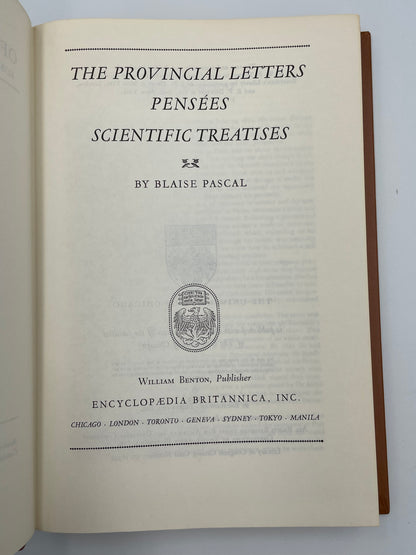 THE PROVINCIAL LETTERS
PENSÉES
SCIENTIFIC TREATISES
BY BLAISE PASCAL
WILLIAM BENTON, Publisher
ENCYCLOPÆDIA BRITANNICA, INC.
CHICAGO · LONDON · TORONTO · GENEVA · SYDNEY · TOKYO · MANILA